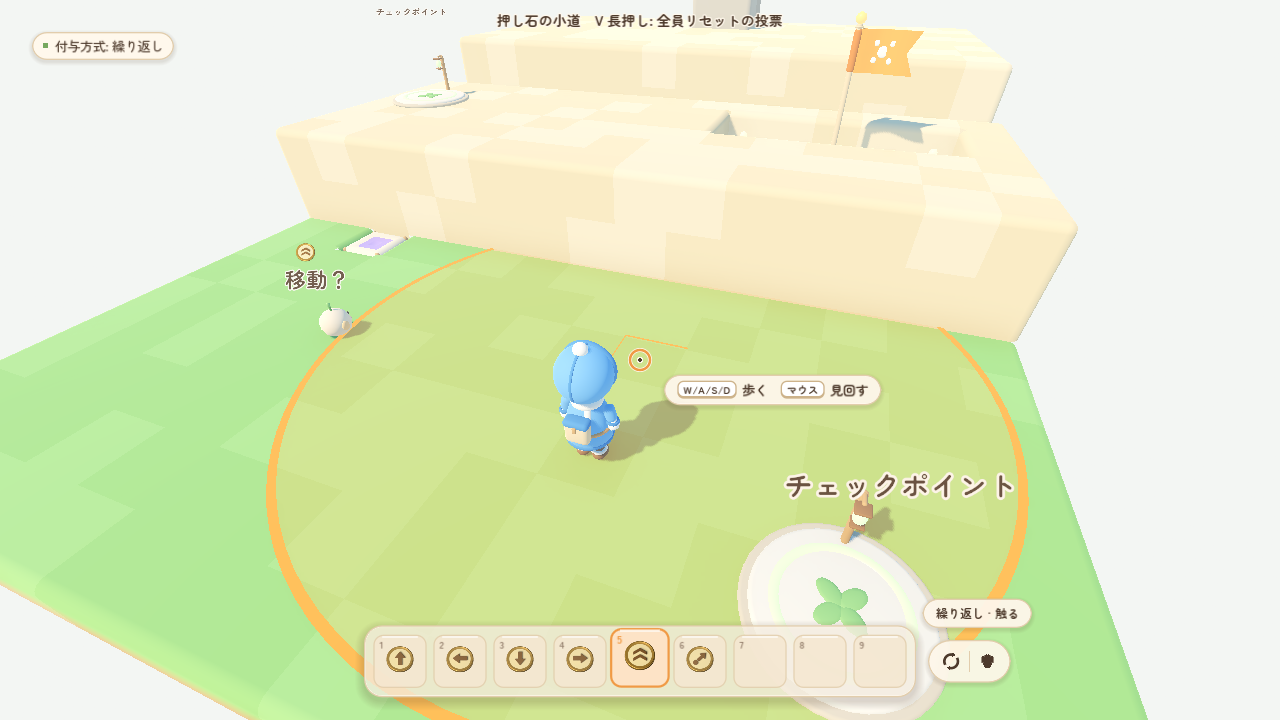 チェックポイント
押し石の小道 V 長押し: 全員リセットの投票
付与方式: 繰り返し
移動？
W/A/S/D 歩く マウス 見回す
チェックポイント
繰り返し · 触る
1 2 3 4 5 6 7 8 9